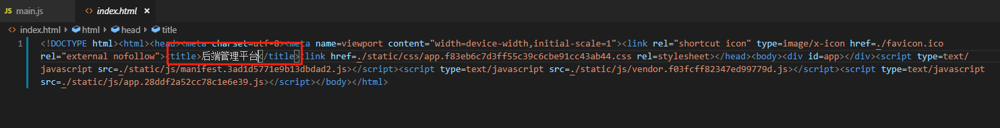 JS main.js <> index.html ×
<> index.html > html > head > title
1 <!DOCTYPE html><html><head><meta charset=utf-8><meta name=viewport content="width=device-width,initial-scale=1"><link rel="shortcut icon" type=image/x-icon href=./favicon.ico
rel="external nofollow"><title>后端管理平台</title><link href=./static/css/app.f83eb6c7d3ff55c39c6cbe91cc43ab44.css rel=stylesheet></head><body><div id=app></div><script type=text/
javascript src=./static/js/manifest.3ad1d5771e9b13dbdad2.js></script><script type=text/javascript src=./static/js/vendor.f03fcff82347ed99779d.js></script><script type=text/javascript
src=./static/js/app.28ddf2a52cc78c1e6e39.js></script></body></html>